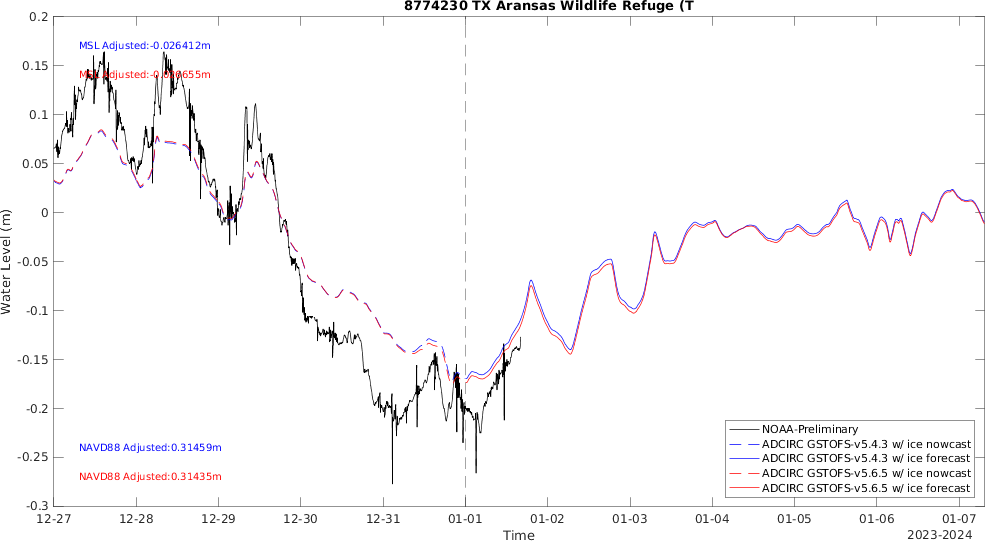 8774230 TX Aransas Wildlife Refuge (T
0.2
0.15
0.1
0.05
0
-0.05
-0.1
-0.15
-0.2
-0.25
-0.3
Water Level (m)
MSL Adjusted:-0.026412m
NAVD88 Adjusted:0.31459m
NAVD88 Adjusted:0.31435m
NOAA-Preliminary
ADCIRC GSTOFS-v5.4.3 w/ ice nowcast
ADCIRC GSTOFS-v5.4.3 w/ ice forecast
ADCIRC GSTOFS-v5.6.5 w/ ice nowcast
ADCIRC GSTOFS-v5.6.5 w/ ice forecast
12-27
12-28
12-29
12-30
12-31
01-01
01-02
01-03
01-04
01-05
01-06
01-07
Time
2023-2024